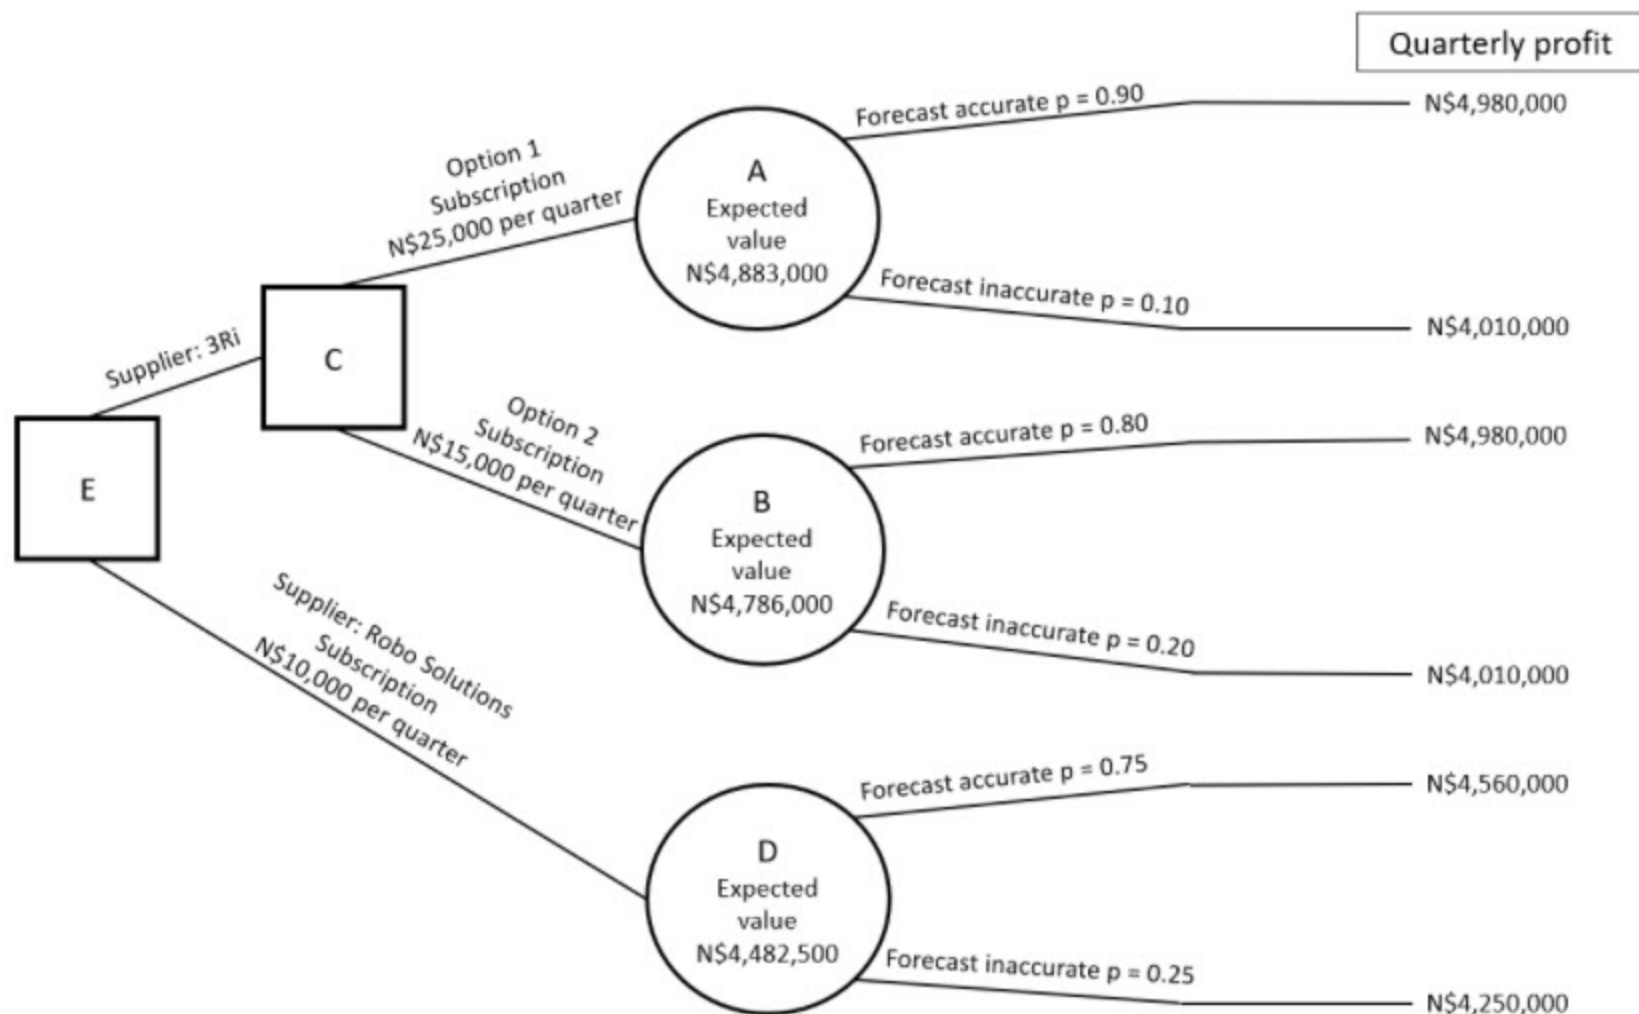 Quarterly profit
Forecast accurate p = 0.90
N$4,980,000
Option 1
Subscription
N$25,000 per quarter
A
Expected
value
N$4,883,000
Forecast inaccurate p = 0.10
N$4,010,000
Supplier: 3Ri
C
E
Option 2
Subscription
N$15,000 per quarter
Forecast accurate p = 0.80
N$4,980,000
B
Expected
value
N$4,786,000
Forecast inaccurate p = 0.20
N$4,010,000
Supplier: Robo Solutions
Subscription
N$10,000 per quarter
Forecast accurate p = 0.75
N$4,560,000
D
Expected
value
N$4,482,500
Forecast inaccurate p = 0.25
N$4,250,000